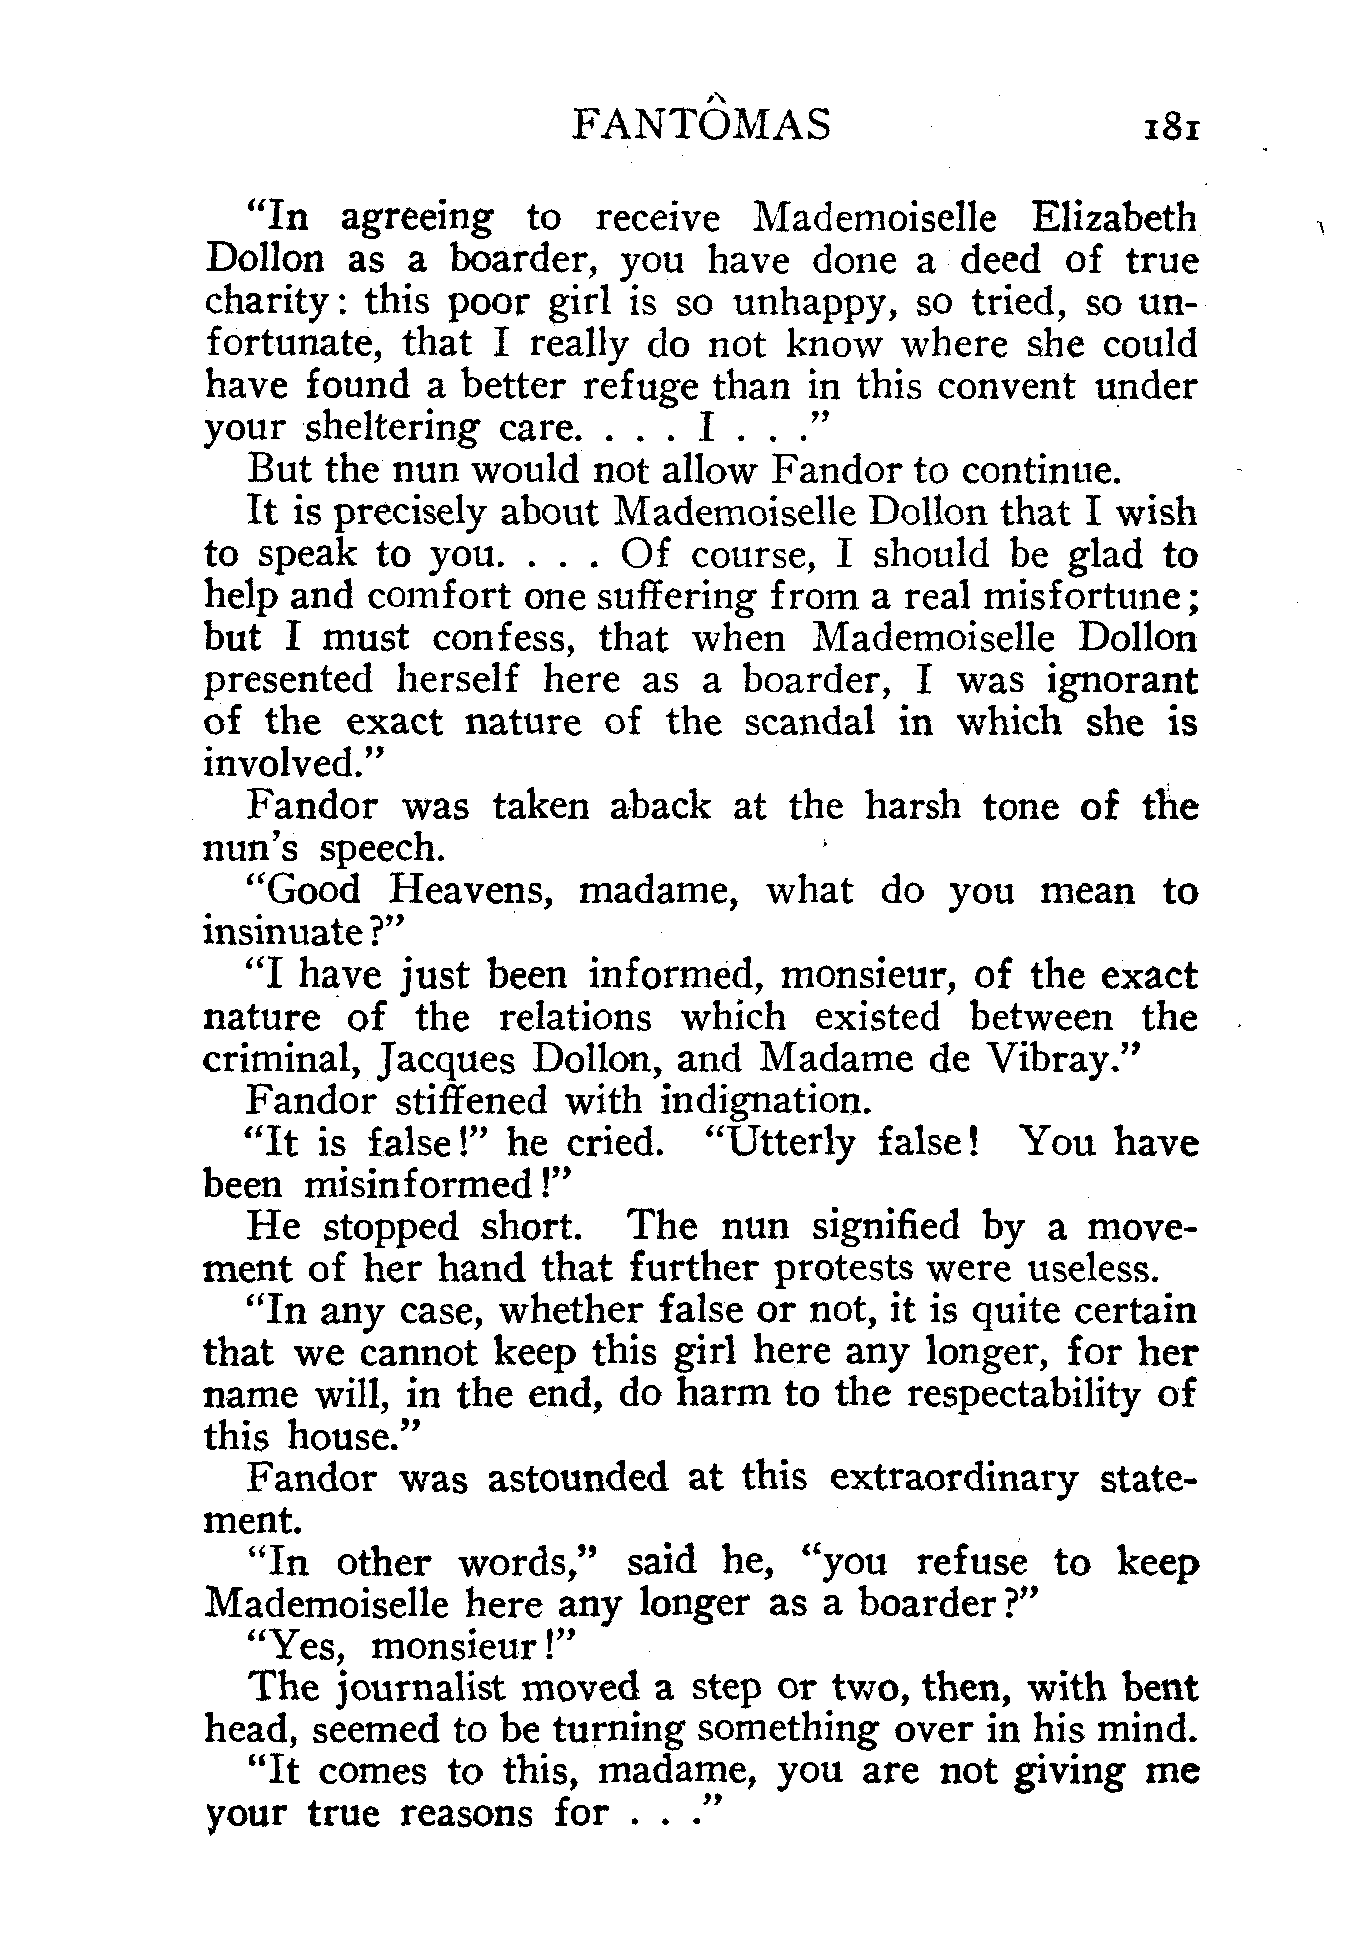 FANTÔMAS 181
“In agreeing to receive Mademoiselle Elizabeth
Dollon as a boarder, you have done a deed of true
charity: this poor girl is so unhappy, so tried, so un-
fortunate, that I really do not know where she could
have found a better refuge than in this convent under
your sheltering care. . . . I . . .”
But the nun would not allow Fandor to continue.
It is precisely about Mademoiselle Dollon that I wish
to speak to you. . . . Of course, I should be glad to
help and comfort one suffering from a real misfortune;
but I must confess, that when Mademoiselle Dollon
presented herself here as a boarder, I was ignorant
of the exact nature of the scandal in which she is
involved.”
Fandor was taken aback at the harsh tone of the
nun's speech.
“Good Heavens, madame, what do you mean to
insinuate?”
“I have just been informed, monsieur, of the exact
nature of the relations which existed between the
criminal, Jacques Dollon, and Madame de Vibray.”
Fandor stiffened with indignation.
“It is false!” he cried. “Utterly false! You have
been misinformed!”
He stopped short. The nun signified by a move-
ment of her hand that further protests were useless.
“In any case, whether false or not, it is quite certain
that we cannot keep this girl here any longer, for her
name will, in the end, do harm to the respectability of
this house.”
Fandor was astounded at this extraordinary state-
ment.
“In other words,” said he, “you refuse to keep
Mademoiselle here any longer as a boarder?”
“Yes, monsieur!”
The journalist moved a step or two, then, with bent
head, seemed to be turning something over in his mind.
“It comes to this, madame, you are not giving me
your true reasons for . . .”